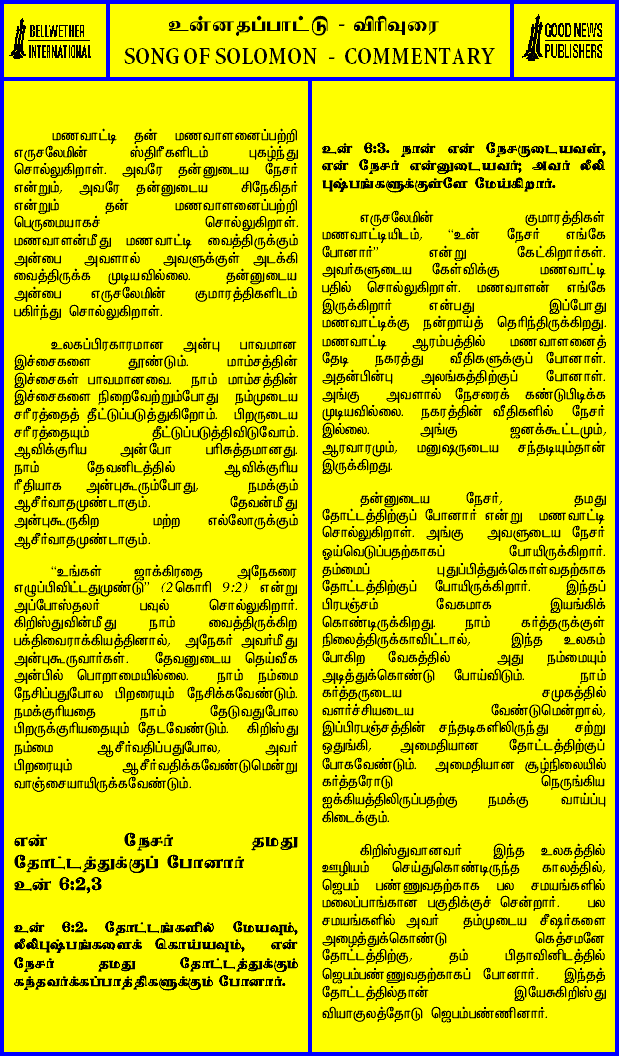 BELLWETHER
INTERNATIONAL
உன்னதப்பாட்டு - விரிவுரை
SONG OF SOLOMON - COMMENTARY
GOOD NEWS
PUBLISHERS
மணவாட்டி தன் மணவாளனைப்பற்றி
எருசலேமின் ஸ்திரீகளிடம் புகழ்ந்து
சொல்லுகிறாள். அவரே தன்னுடைய நேசர்
என்றும், அவரே தன்னுடைய சிநேகிதர்
என்றும் தன் மணவாளனைப்பற்றி
பெருமையாகச் சொல்லுகிறாள்.
மணவாளன்மீது மணவாட்டி வைத்திருக்கும்
அன்பை அவளால் அவளுக்குள் அடக்கி
வைத்திருக்க முடியவில்லை. தன்னுடைய
அன்பை எருசலேமின் குமாரத்திகளிடம்
பகிர்ந்து சொல்லுகிறாள்.
உலகப்பிரகாரமான அன்பு பாவமான
இச்சைகளை தூண்டும். மாம்சத்தின்
இச்சைகள் பாவமானவை. நாம் மாம்சத்தின்
இச்சைகளை நிறைவேற்றும்போது நம்முடைய
சரீரத்தைத் தீட்டுப்படுத்துகிறோம். பிறருடைய
சரீரத்தையும் தீட்டுப்படுத்திவிடுவோம்.
ஆவிக்குரிய அன்போ பரிசுத்தமானது.
நாம் தேவனிடத்தில் ஆவிக்குரிய
ரீதியாக அன்புகூரும்போது, நமக்கும்
ஆசீர்வாதமுண்டாகும். தேவன்மீது
அன்புகூருகிற மற்ற எல்லோருக்கும்
ஆசீர்வாதமுண்டாகும்.
“உங்கள் ஜாக்கிரதை அநேகரை
எழுப்பிவிட்டதுமுண்டு” (2கொரி 9:2) என்று
அப்போஸ்தலர் பவுல் சொல்லுகிறார்.
கிறிஸ்துவின்மீது நாம் வைத்திருக்கிற
பக்திவைராக்கியத்தினால், அநேகர் அவர்மீது
அன்புகூருவார்கள். தேவனுடைய தெய்வீக
அன்பில் பொறாமையில்லை. நாம் நம்மை
நேசிப்பதுபோல பிறரையும் நேசிக்கவேண்டும்.
நமக்குரியதை நாம் தேடுவதுபோல
பிறருக்குரியதையும் தேடவேண்டும். கிறிஸ்து
நம்மை ஆசீர்வதிப்பதுபோல, அவர்
பிறரையும் ஆசீர்வதிக்கவேண்டுமென்று
வாஞ்சையாயிருக்கவேண்டும்.
என் நேசர் தமது
தோட்டத்துக்குப் போனார்
உன் 6:2,3
உன் 6:2. தோட்டங்களில் மேயவும்,
லீலிபுஷ்பங்களைக் கொய்யவும், என்
நேசர் தமது தோட்டத்துக்கும்
கந்தவர்க்கப்பாத்திகளுக்கும் போனார்.
உன் 6:3. நான் என் நேசருடையவள்,
என் நேசர் என்னுடையவர்; அவர் லீலி
புஷ்பங்களுக்குள்ளே மேய்கிறார்.
எருசலேமின் குமாரத்திகள்
மணவாட்டியிடம், “உன் நேசர் எங்கே
போனார்” என்று கேட்கிறார்கள்.
அவர்களுடைய கேள்விக்கு மணவாட்டி
பதில் சொல்லுகிறாள். மணவாளன் எங்கே
இருக்கிறார் என்பது இப்போது
மணவாட்டிக்கு நன்றாய்த் தெரிந்திருக்கிறது.
மணவாட்டி ஆரம்பத்தில் மணவாளனைத்
தேடி நகரத்து வீதிகளுக்குப் போனாள்.
அதன்பின்பு அலங்கத்திற்குப் போனாள்.
அங்கு அவளால் நேசரைக் கண்டுபிடிக்க
முடியவில்லை. நகரத்தின் வீதிகளில் நேசர்
இல்லை. அங்கு ஜனக்கூட்டமும்,
ஆரவாரமும், மனுஷருடைய சந்தடியும்தான்
இருக்கிறது.
தன்னுடைய நேசர், தமது
தோட்டத்திற்குப் போனார் என்று மணவாட்டி
சொல்லுகிறாள். அங்கு அவளுடைய நேசர்
ஓய்வெடுப்பதற்காகப் போயிருக்கிறார்.
தம்மைப் புதுப்பித்துக்கொள்வதற்காக
தோட்டத்திற்குப் போயிருக்கிறார். இந்தப்
பிரபஞ்சம் வேகமாக இயங்கிக்
கொண்டிருக்கிறது. நாம் கர்த்தருக்குள்
நிலைத்திருக்காவிட்டால், இந்த உலகம்
போகிற வேகத்தில் அது நம்மையும்
அடித்துக்கொண்டு போய்விடும். நாம்
கர்த்தருடைய சமுகத்தில்
வளர்ச்சியடைய வேண்டுமென்றால்,
இப்பிரபஞ்சத்தின் சந்தடிகளிலிருந்து சற்று
ஒதுங்கி, அமைதியான தோட்டத்திற்குப்
போகவேண்டும். அமைதியான சூழ்நிலையில்
கர்த்தரோடு நெருங்கிய
ஐக்கியத்திலிருப்பதற்கு நமக்கு வாய்ப்பு
கிடைக்கும்.
கிறிஸ்துவானவர் இந்த உலகத்தில்
ஊழியம் செய்துகொண்டிருந்த காலத்தில்,
ஜெபம் பண்ணுவதற்காக பல சமயங்களில்
மலைப்பாங்கான பகுதிக்குச் சென்றார். பல
சமயங்களில் அவர் தம்முடைய சீஷர்களை
அழைத்துக்கொண்டு கெத்சமனே
தோட்டத்திற்கு, தம் பிதாவினிடத்தில்
ஜெபம்பண்ணுவதற்காகப் போனார். இந்தத்
தோட்டத்தில்தான் இயேசுகிறிஸ்து
வியாகுலத்தோடு ஜெபம்பண்ணினார்.